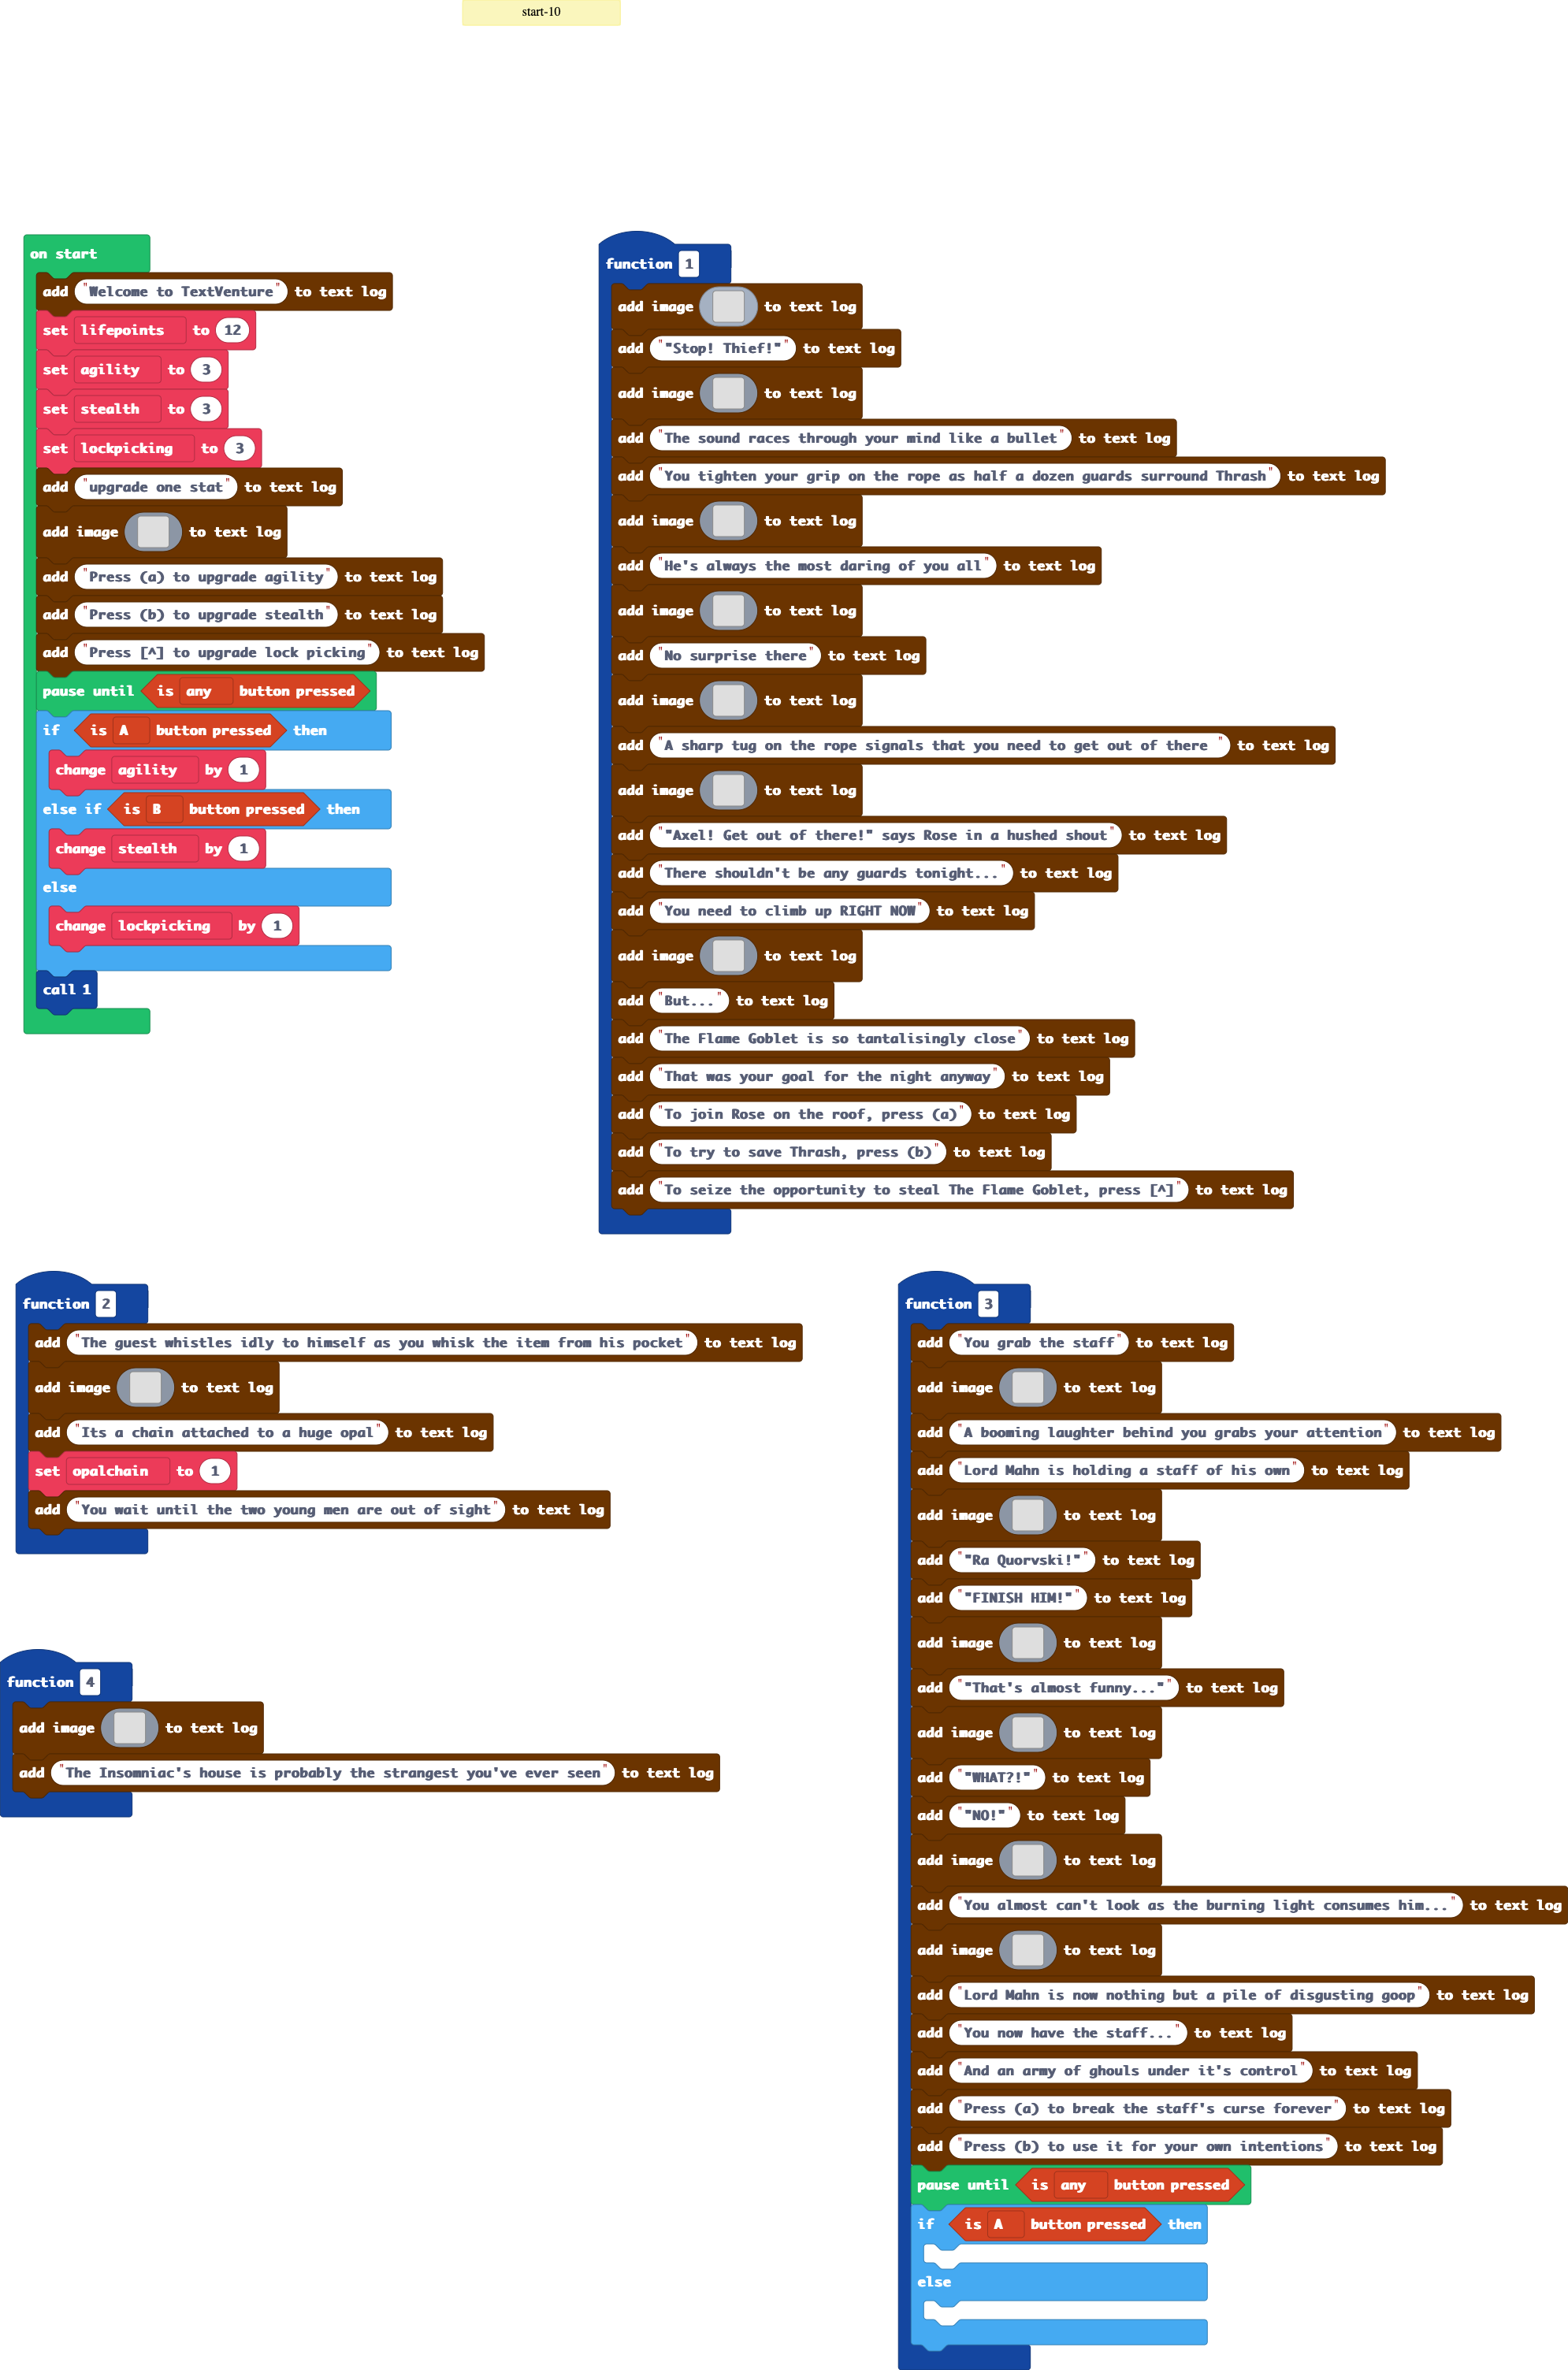 start-10
on start
add "Welcome to TextVenture" to text log
set lifepoints to 12
set agility to 3
set stealth to 3
set lockpicking to 3
add "upgrade one stat" to text log
add image to text log
add "Press (a) to upgrade agility" to text log
add "Press (b) to upgrade stealth" to text log
add "Press [^] to upgrade lock picking" to text log
pause until is any button pressed
if is A button pressed then
change agility by 1
else if is B button pressed then
change stealth by 1
else
change lockpicking by 1
call 1
function 1
add image to text log
add ""Stop! Thief!"" to text log
add image to text log
add "The sound races through your mind like a bullet" to text log
add "You tighten your grip on the rope as half a dozen guards surround Thrash" to text log
add image to text log
add "He's always the most daring of you all" to text log
add image to text log
add "No surprise there" to text log
add image to text log
add "A sharp tug on the rope signals that you need to get out of there " to text log
add image to text log
add ""Axel! Get out of there!" says Rose in a hushed shout" to text log
add "There shouldn't be any guards tonight..." to text log
add "You need to climb up RIGHT NOW" to text log
add image to text log
add "But..." to text log
add "The Flame Goblet is so tantalisingly close" to text log
add "That was your goal for the night anyway" to text log
add "To join Rose on the roof, press (a)" to text log
add "To try to save Thrash, press (b)" to text log
add "To seize the opportunity to steal The Flame Goblet, press [^]" to text log
function 2
add "The guest whistles idly to himself as you whisk the item from his pocket" to text log
add image to text log
add "Its a chain attached to a huge opal" to text log
set opalchain to 1
add "You wait until the two young men are out of sight" to text log
function 4
add image to text log
add "The Insomniac's house is probably the strangest you've ever seen" to text log
function 3
add "You grab the staff" to text log
add image to text log
add "A booming laughter behind you grabs your attention" to text log
add "Lord Mahn is holding a staff of his own" to text log
add image to text log
add ""Ra Quorvski!"" to text log
add ""FINISH HIM!"" to text log
add image to text log
add ""That's almost funny..."" to text log
add image to text log
add ""WHAT?!"" to text log
add ""NO!"" to text log
add image to text log
add "You almost can't look as the burning light consumes him..." to text log
add image to text log
add "Lord Mahn is now nothing but a pile of disgusting goop" to text log
add "You now have the staff..." to text log
add "And an army of ghouls under it's control" to text log
add "Press (a) to break the staff's curse forever" to text log
add "Press (b) to use it for your own intentions" to text log
pause until is any button pressed
if is A button pressed then
else